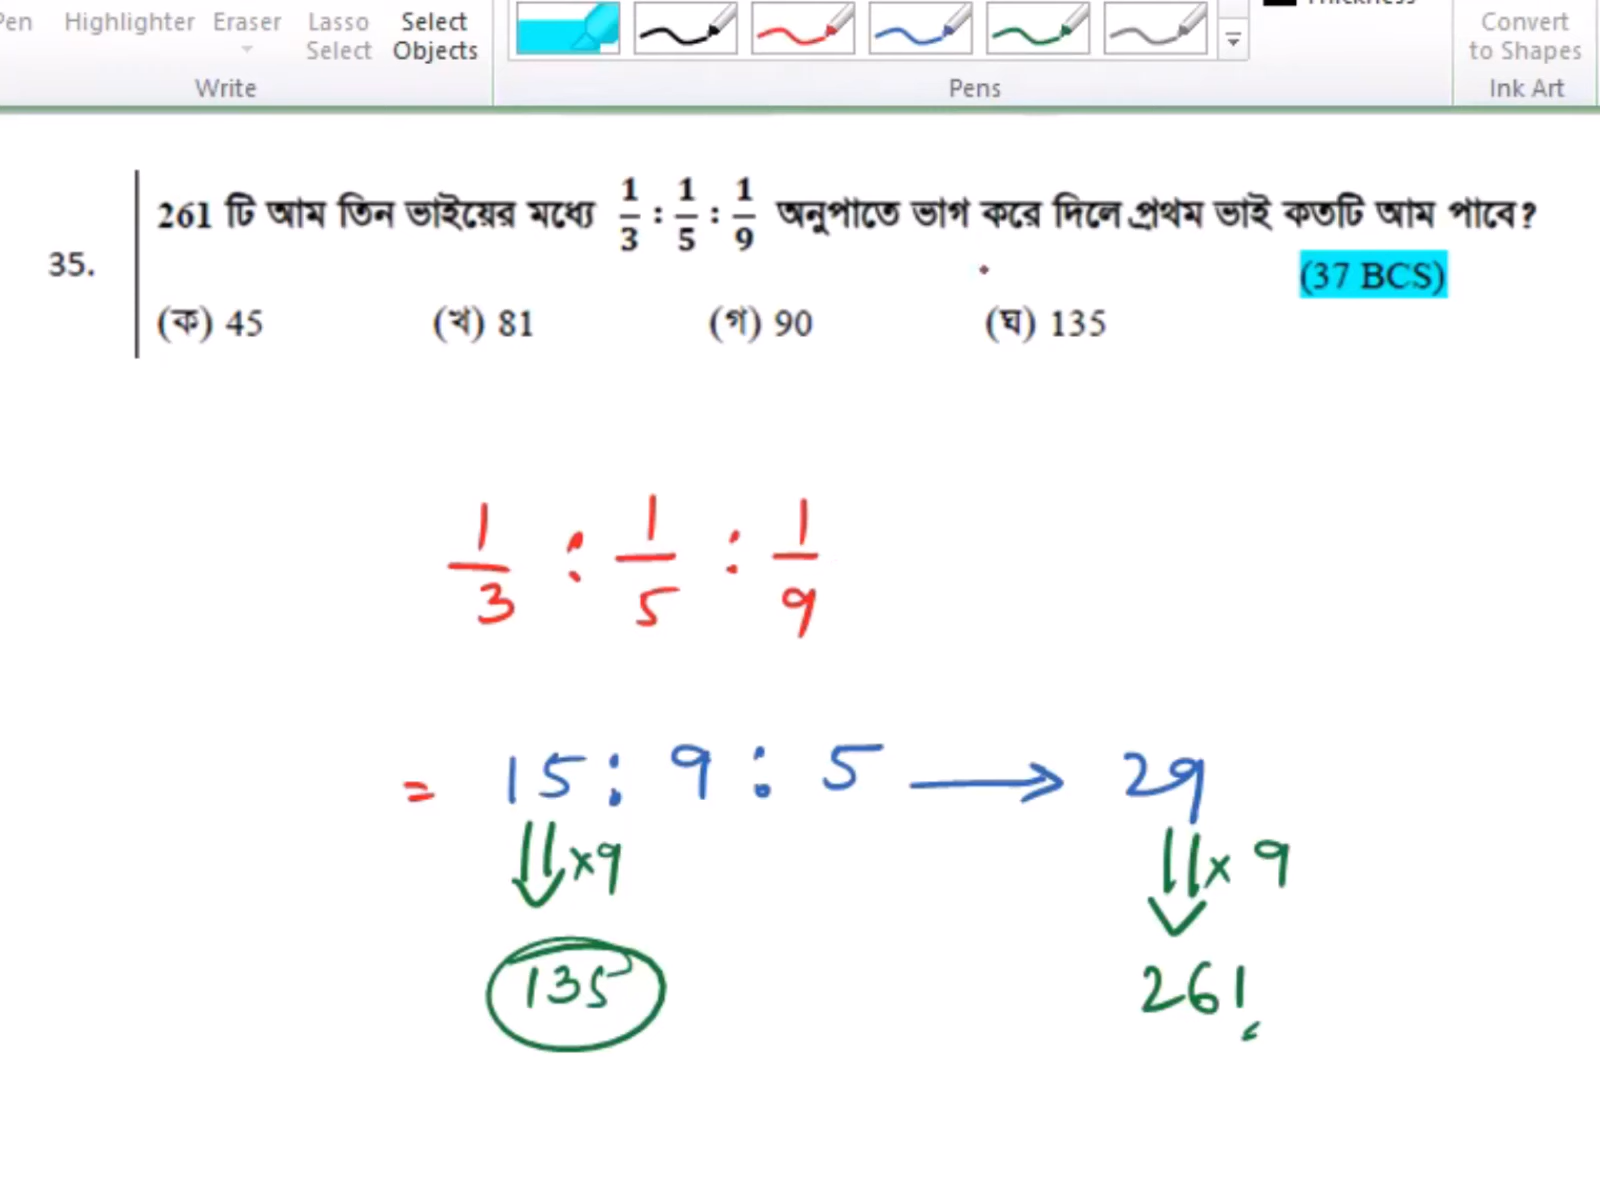 Pen Highlighter Eraser Lasso Select Select Objects
Write
Pens
Thickness
Convert to Shapes
Ink Art
35.
261 টি আম তিন ভাইয়ের মধ্যে 1/3 : 1/5 : 1/9 অনুপাতে ভাগ করে দিলে প্রথম ভাই কতটি আম পাবে?
(37 BCS)
(ক) 45 (খ) 81 (গ) 90 (ঘ) 135
1/3 : 1/5 : 1/9
= 15 : 9 : 5 → 29
×9 × 9
135 261